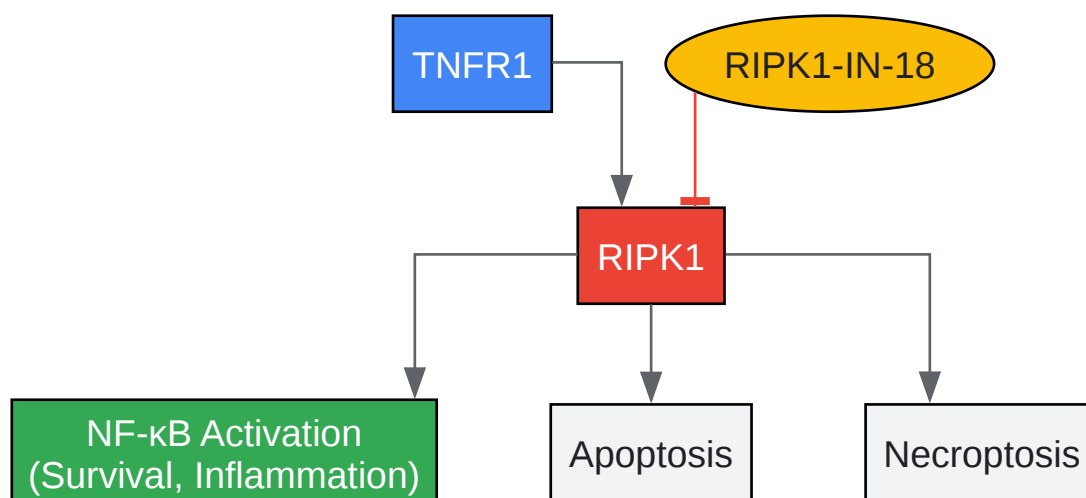 TNFR1
RIPK1-IN-18
RIPK1
NF-κB Activation
(Survival, Inflammation)
Apoptosis
Necroptosis